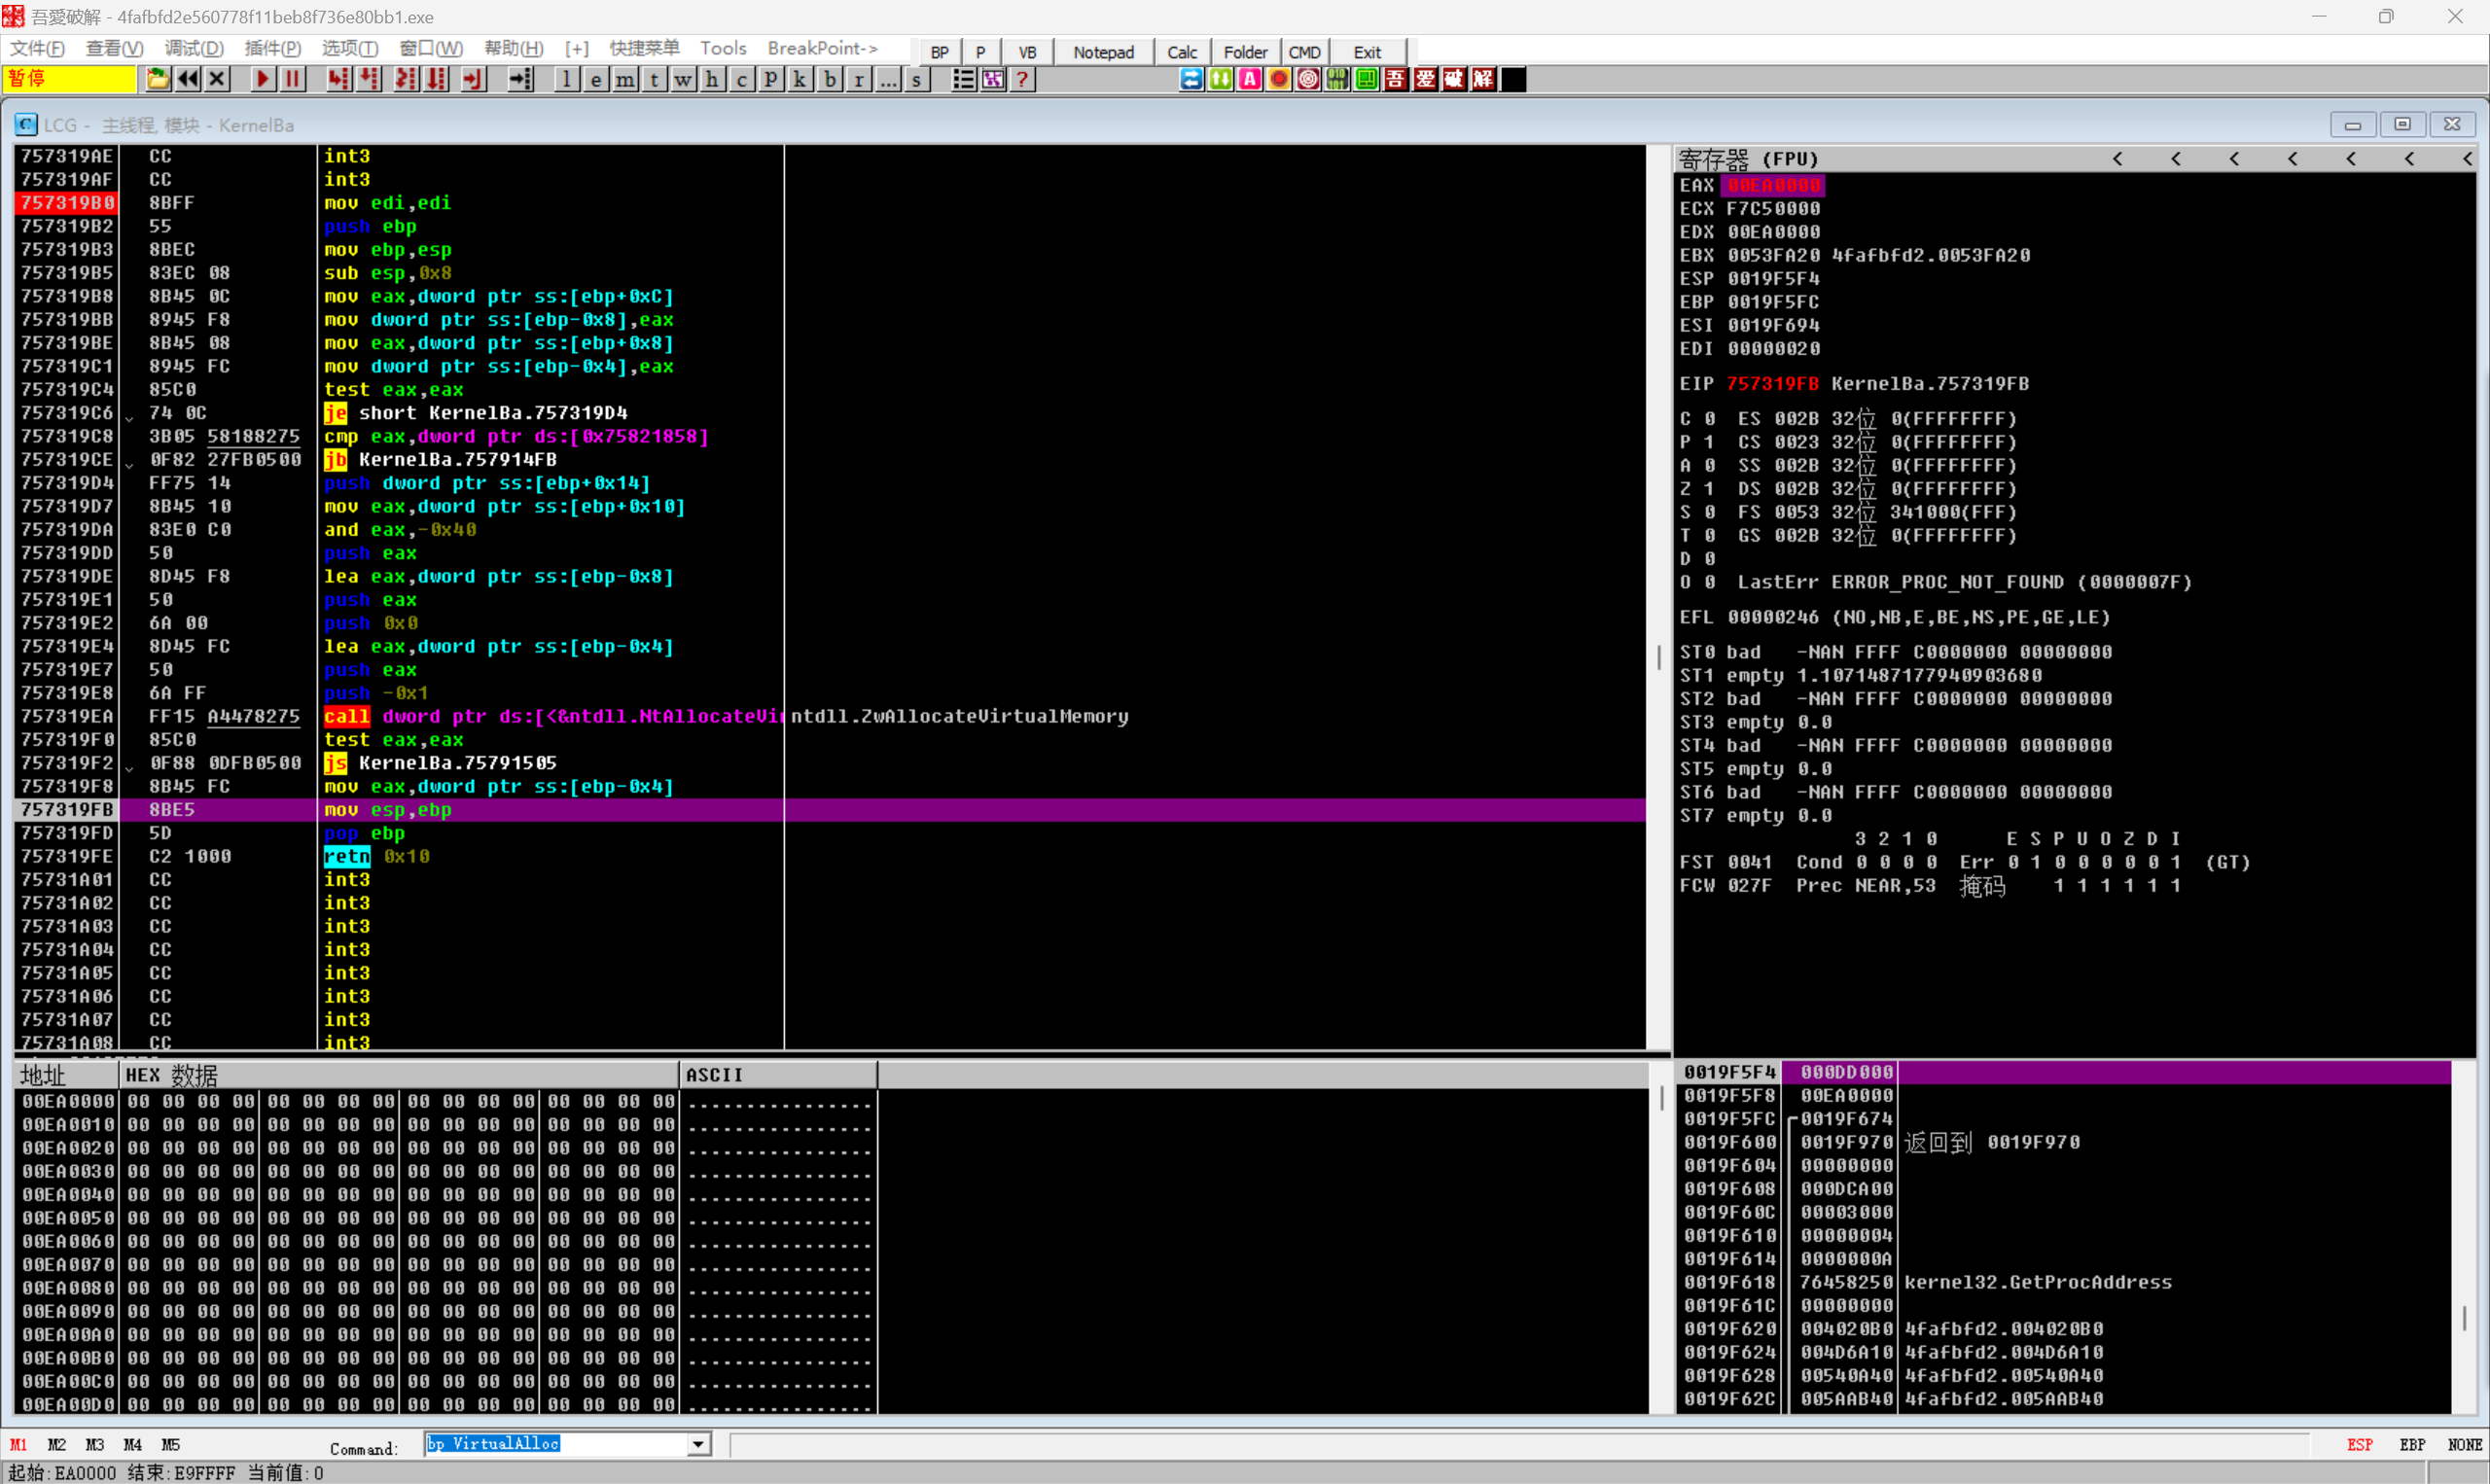 吾愛破解 - 4fafbfd2e560778f11beb8f736e80bb1.exe
文件(F) 查看(V) 调试(D) 插件(P) 选项(T) 窗口(W) 帮助(H) [+] 快捷菜单 Tools BreakPoint-> BP P VB Notepad Calc Folder CMD Exit
暂停 l e m t w h c p k b r ... s ? A 吾 爱 破 解
C LCG - 主线程, 模块 - KernelBa
757319AE CC int3
757319AF CC int3
757319B0 8BFF mov edi,edi
757319B2 55 push ebp
757319B3 8BEC mov ebp,esp
757319B5 83EC 08 sub esp,0x8
757319B8 8B45 0C mov eax,dword ptr ss:[ebp+0xC]
757319BB 8945 F8 mov dword ptr ss:[ebp-0x8],eax
757319BE 8B45 08 mov eax,dword ptr ss:[ebp+0x8]
757319C1 8945 FC mov dword ptr ss:[ebp-0x4],eax
757319C4 85C0 test eax,eax
757319C6 74 0C je short KernelBa.757319D4
757319C8 3B05 58188275 cmp eax,dword ptr ds:[0x75821858]
757319CE 0F82 27FB0500 jb KernelBa.757914FB
757319D4 FF75 14 push dword ptr ss:[ebp+0x14]
757319D7 8B45 10 mov eax,dword ptr ss:[ebp+0x10]
757319DA 83E0 C0 and eax,-0x40
757319DD 50 push eax
757319DE 8D45 F8 lea eax,dword ptr ss:[ebp-0x8]
757319E1 50 push eax
757319E2 6A 00 push 0x0
757319E4 8D45 FC lea eax,dword ptr ss:[ebp-0x4]
757319E7 50 push eax
757319E8 6A FF push -0x1
757319EA FF15 A4478275 call dword ptr ds:[<&ntdll.NtAllocateVi ntdll.ZwAllocateVirtualMemory
757319F0 85C0 test eax,eax
757319F2 0F88 0DFB0500 js KernelBa.75791505
757319F8 8B45 FC mov eax,dword ptr ss:[ebp-0x4]
757319FB 8BE5 mov esp,ebp
757319FD 5D pop ebp
757319FE C2 1000 retn 0x10
75731A01 CC int3
75731A02 CC int3
75731A03 CC int3
75731A04 CC int3
75731A05 CC int3
75731A06 CC int3
75731A07 CC int3
75731A08 CC int3
寄存器 (FPU) < < < < < < <
EAX 00EA0000
ECX F7C50000
EDX 00EA0000
EBX 0053FA20 4fafbfd2.0053FA20
ESP 0019F5F4
EBP 0019F5FC
ESI 0019F694
EDI 00000020
EIP 757319FB KernelBa.757319FB
C 0 ES 002B 32位 0(FFFFFFFF)
P 1 CS 0023 32位 0(FFFFFFFF)
A 0 SS 002B 32位 0(FFFFFFFF)
Z 1 DS 002B 32位 0(FFFFFFFF)
S 0 FS 0053 32位 341000(FFF)
T 0 GS 002B 32位 0(FFFFFFFF)
D 0
O 0 LastErr ERROR_PROC_NOT_FOUND (0000007F)
EFL 00000246 (NO,NB,E,BE,NS,PE,GE,LE)
ST0 bad -NAN FFFF C0000000 00000000
ST1 empty 1.1071487177940903680
ST2 bad -NAN FFFF C0000000 00000000
ST3 empty 0.0
ST4 bad -NAN FFFF C0000000 00000000
ST5 empty 0.0
ST6 bad -NAN FFFF C0000000 00000000
ST7 empty 0.0
3 2 1 0 E S P U O Z D I
FST 0041 Cond 0 0 0 0 Err 0 1 0 0 0 0 0 1 (GT)
FCW 027F Prec NEAR,53 掩码 1 1 1 1 1 1
地址 HEX 数据 ASCII
00EA0000 00 00 00 00 00 00 00 00 00 00 00 00 00 00 00 00 ................
00EA0010 00 00 00 00 00 00 00 00 00 00 00 00 00 00 00 00 ................
00EA0020 00 00 00 00 00 00 00 00 00 00 00 00 00 00 00 00 ................
00EA0030 00 00 00 00 00 00 00 00 00 00 00 00 00 00 00 00 ................
00EA0040 00 00 00 00 00 00 00 00 00 00 00 00 00 00 00 00 ................
00EA0050 00 00 00 00 00 00 00 00 00 00 00 00 00 00 00 00 ................
00EA0060 00 00 00 00 00 00 00 00 00 00 00 00 00 00 00 00 ................
00EA0070 00 00 00 00 00 00 00 00 00 00 00 00 00 00 00 00 ................
00EA0080 00 00 00 00 00 00 00 00 00 00 00 00 00 00 00 00 ................
00EA0090 00 00 00 00 00 00 00 00 00 00 00 00 00 00 00 00 ................
00EA00A0 00 00 00 00 00 00 00 00 00 00 00 00 00 00 00 00 ................
00EA00B0 00 00 00 00 00 00 00 00 00 00 00 00 00 00 00 00 ................
00EA00C0 00 00 00 00 00 00 00 00 00 00 00 00 00 00 00 00 ................
00EA00D0 00 00 00 00 00 00 00 00 00 00 00 00 00 00 00 00 ................
0019F5F4 000DD000
0019F5F8 00EA0000
0019F5FC 0019F674
0019F600 0019F970 返回到 0019F970
0019F604 00000000
0019F608 000DCA00
0019F60C 00003000
0019F610 00000004
0019F614 0000000A
0019F618 76458250 kernel32.GetProcAddress
0019F61C 00000000
0019F620 004020B0 4fafbfd2.004020B0
0019F624 004D6A10 4fafbfd2.004D6A10
0019F628 00540A40 4fafbfd2.00540A40
0019F62C 005AAB40 4fafbfd2.005AAB40
M1 M2 M3 M4 M5 Command: bp VirtualAlloc ESP EBP NONE
起始:EA0000 结束:E9FFFF 当前值:0